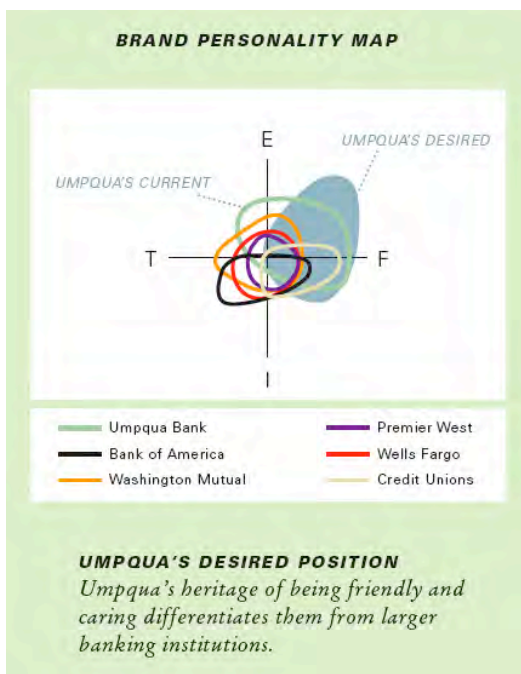 BRAND PERSONALITY MAP
E
UMPQUA'S DESIRED
UMPQUA'S CURRENT
T
F
I
Umpqua Bank
Premier West
Bank of America
Wells Fargo
Washington Mutual
Credit Unions
UMPQUA'S DESIRED POSITION
Umpqua's heritage of being friendly and
caring differentiates them from larger
banking institutions.